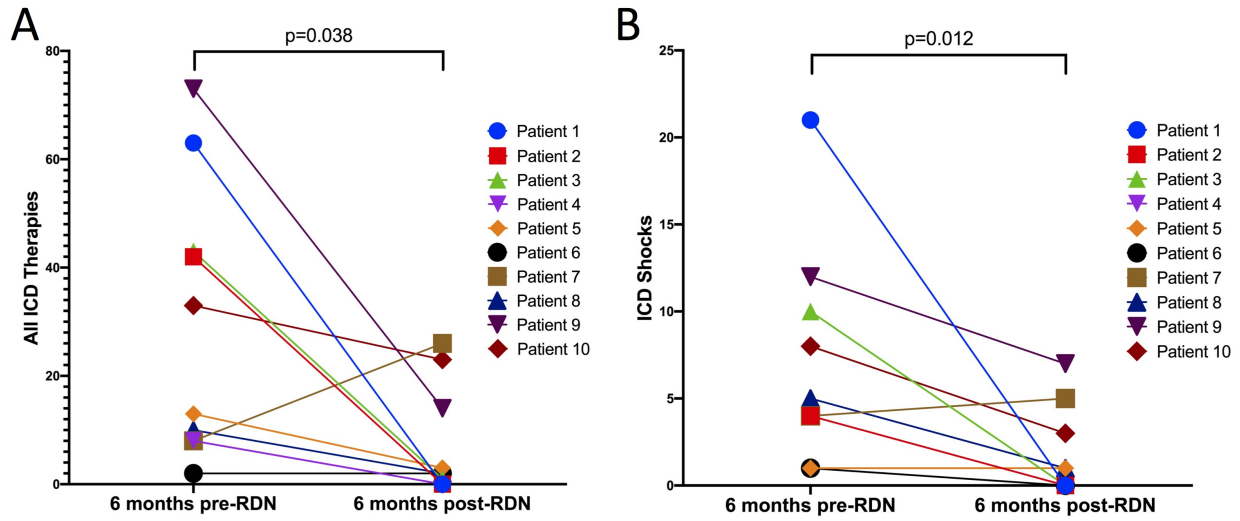 A
p=0.038
All ICD Therapies
80
60
40
20
0
6 months pre-RDN
6 months post-RDN
Patient 1
Patient 2
Patient 3
Patient 4
Patient 5
Patient 6
Patient 7
Patient 8
Patient 9
Patient 10
B
p=0.012
ICD Shocks
25
20
15
10
5
0
6 months pre-RDN
6 months post-RDN
Patient 1
Patient 2
Patient 3
Patient 4
Patient 5
Patient 6
Patient 7
Patient 8
Patient 9
Patient 10